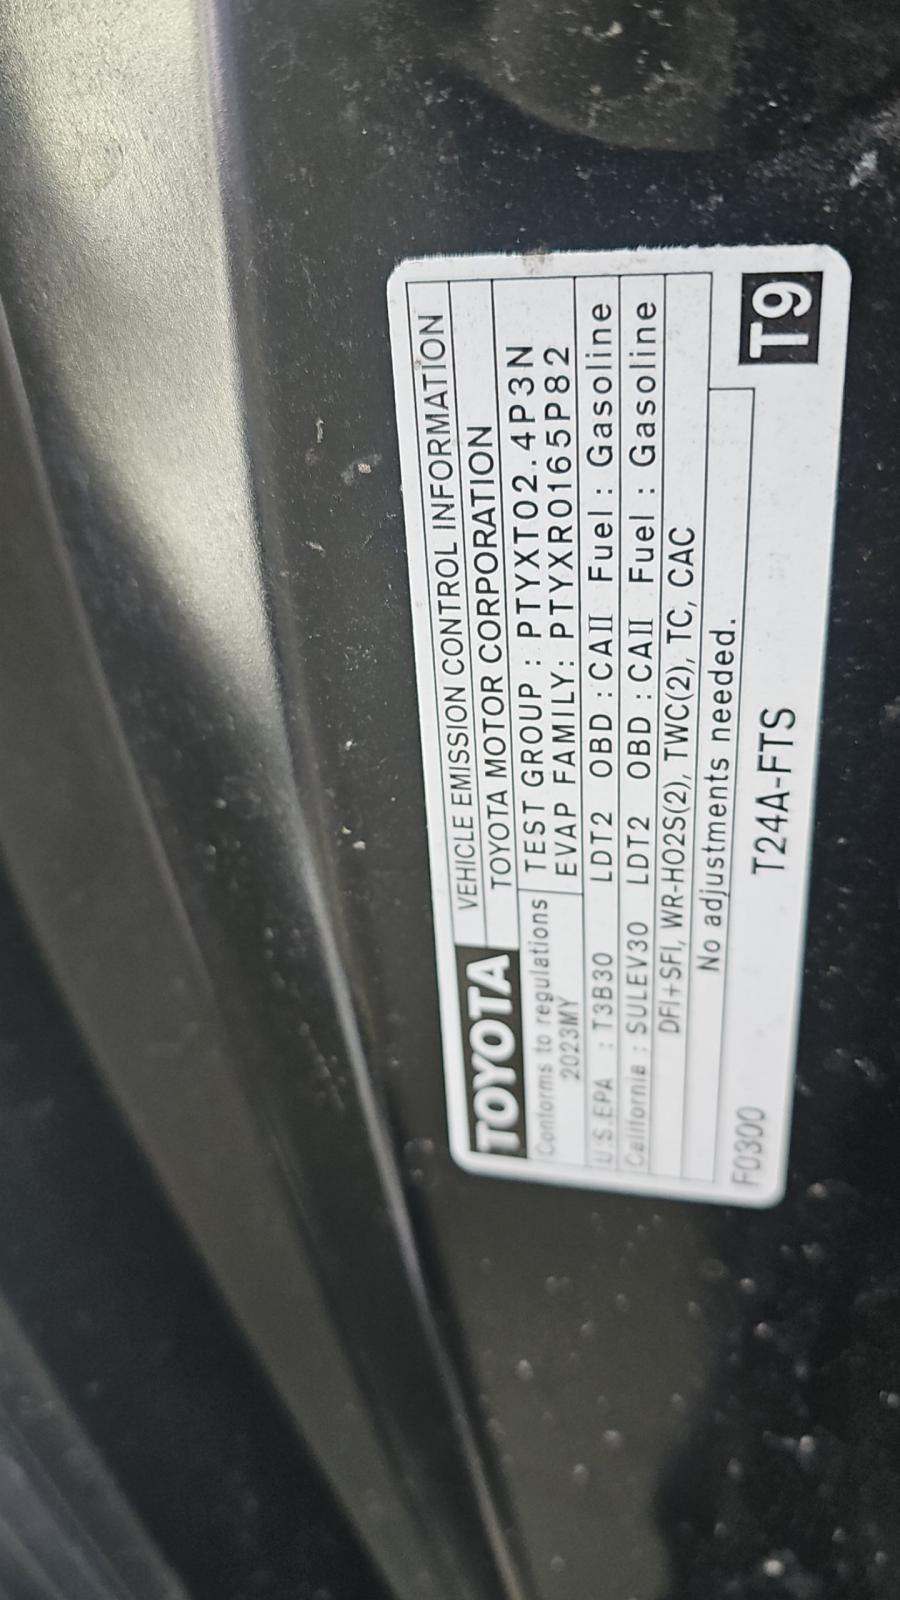 TOYOTA
VEHICLE EMISSION CONTROL INFORMATION
TOYOTA MOTOR CORPORATION
Conforms to regulations
2023MY
TEST GROUP : PTYXT02.4P3N
EVAP FAMILY: PTYXR0165P82
U.S.EPA : T3B30 LDT2 OBD : CAII Fuel : Gasoline
California : SULEV30 LDT2 OBD : CAII Fuel : Gasoline
DFI+SFI, WR-HO2S(2), TWC(2), TC, CAC
No adjustments needed.
F0300 T24A-FTS T9